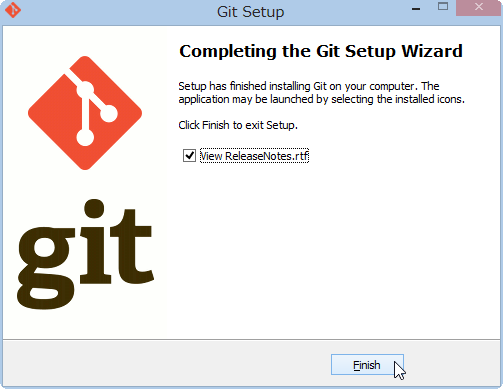 Git Setup
Completing the Git Setup Wizard
Setup has finished installing Git on your computer. The
application may be launched by selecting the installed icons.
Click Finish to exit Setup.
View ReleaseNotes.rtf
git
Finish